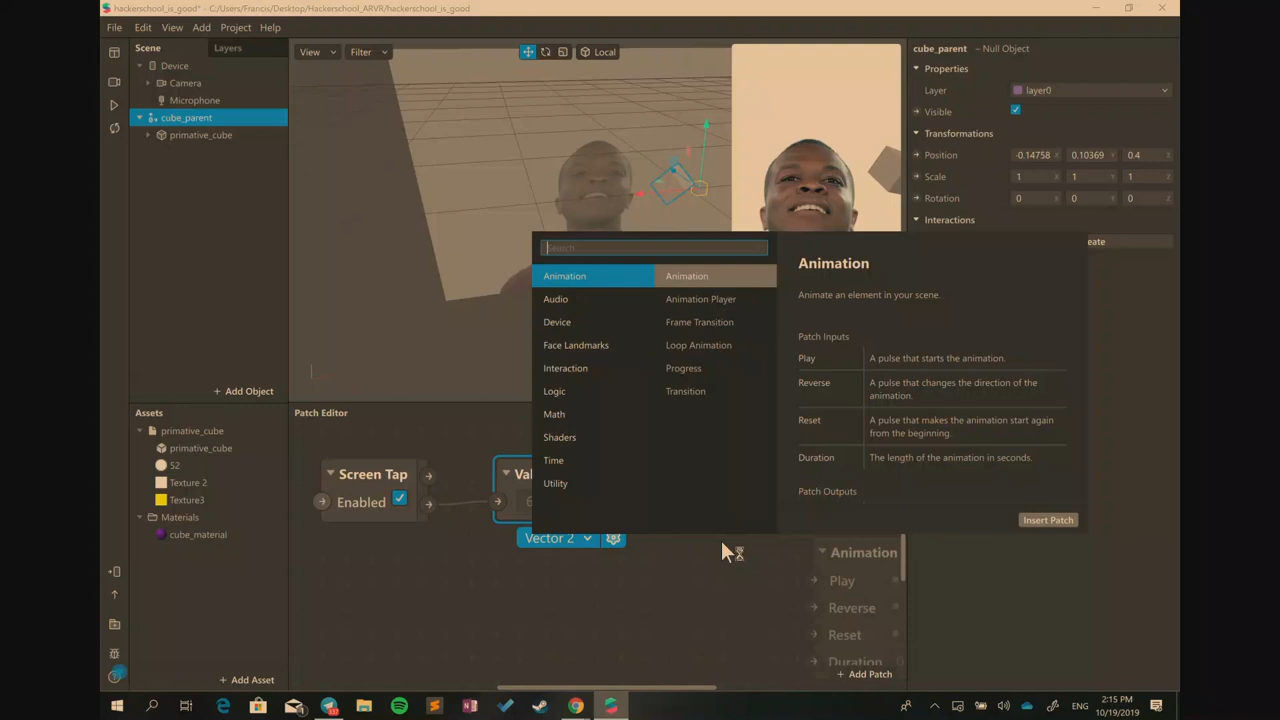 hackerschool_is_good* - C:/Users/Francis/Desktop/Hackerschool_ARVR/hackerschool_is_good
File Edit View Add Project Help
Scene Layers
Device
Camera
Microphone
cube_parent
primative_cube
+ Add Object
View Filter Local
cube_parent – Null Object
Properties
Layer layer0
Visible
Transformations
Position -0.14758 X 0.10369 Y 0.4 Z
Scale 1 X 1 Y 1 Z
Rotation 0 X 0 Y 0 Z
Interactions
eate
Search
Animation
Audio
Device
Face Landmarks
Interaction
Logic
Math
Shaders
Time
Utility
Animation
Animation Player
Frame Transition
Loop Animation
Progress
Transition
Animation
Animate an element in your scene.
Patch Inputs
Play A pulse that starts the animation.
Reverse A pulse that changes the direction of the
animation.
Reset A pulse that makes the animation start again
from the beginning.
Duration The length of the animation in seconds.
Patch Outputs
Insert Patch
Assets
primative_cube
primative_cube
52
Texture 2
Texture3
Materials
cube_material
+ Add Asset
Patch Editor
Screen Tap
Enabled
Val
Vector 2
Animation
Play
Reverse
Reset
Duration
+ Add Patch
ENG
2:15 PM
10/19/2019